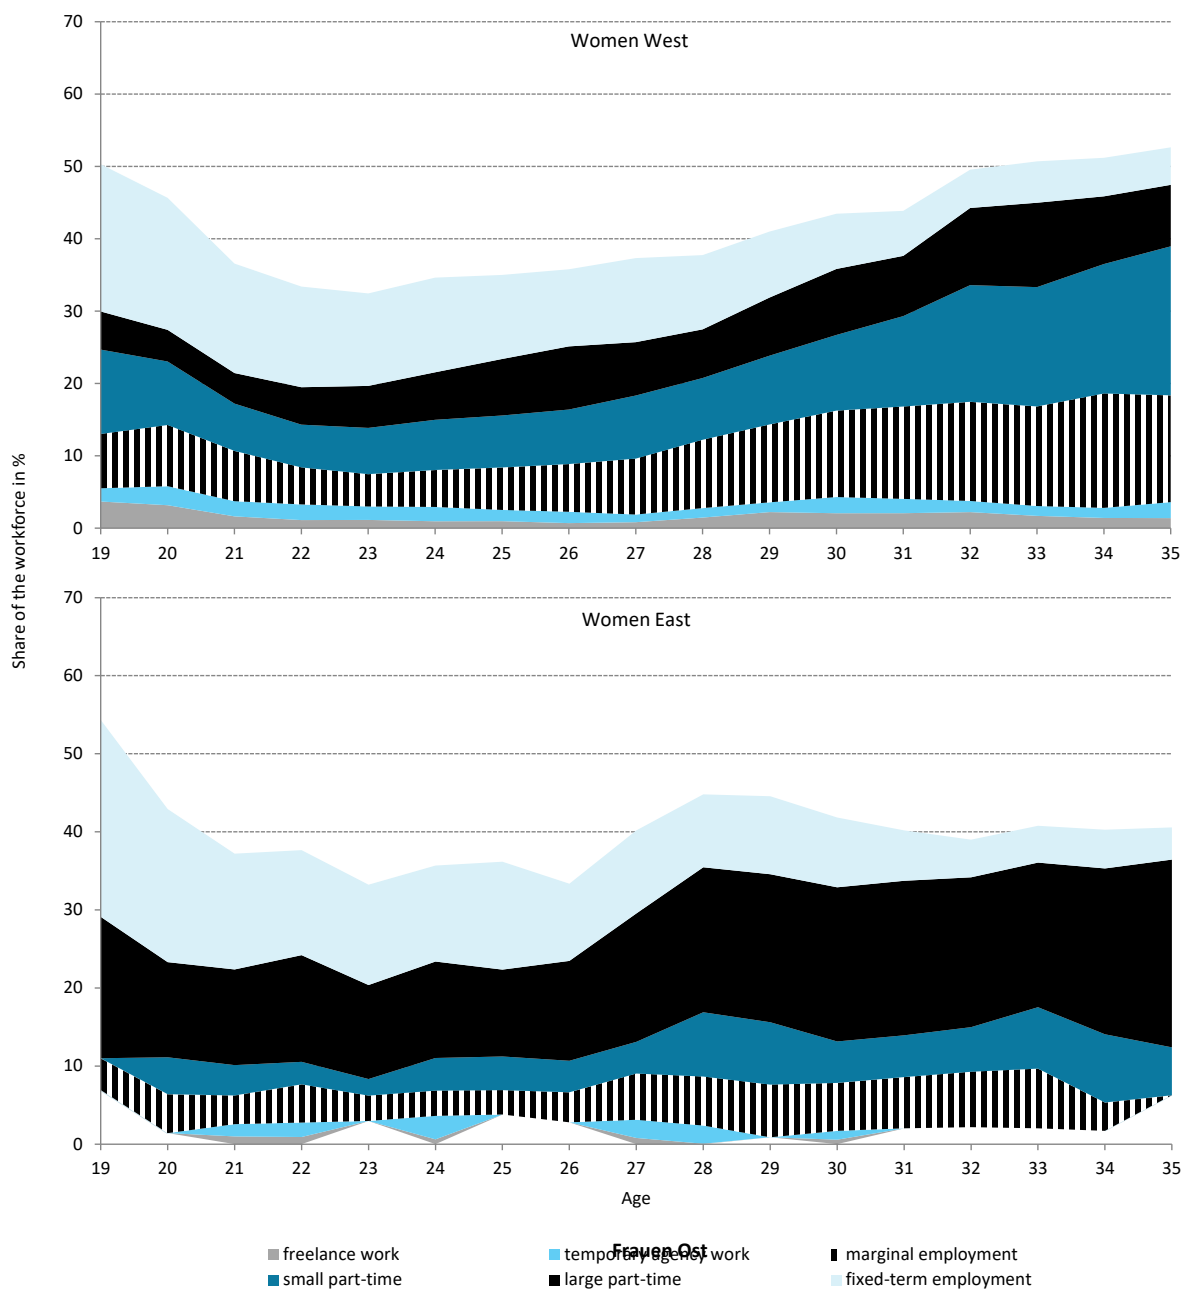 70
Women West
60
50
40
30
20
10
0
19 20 21 22 23 24 25 26 27 28 29 30 31 32 33 34 35
Share of the workforce in %
70
Women East
60
50
40
30
20
10
0
19 20 21 22 23 24 25 26 27 28 29 30 31 32 33 34 35
Age
Frauen Ost
freelance work temporary agency work marginal employment
small part-time large part-time fixed-term employment